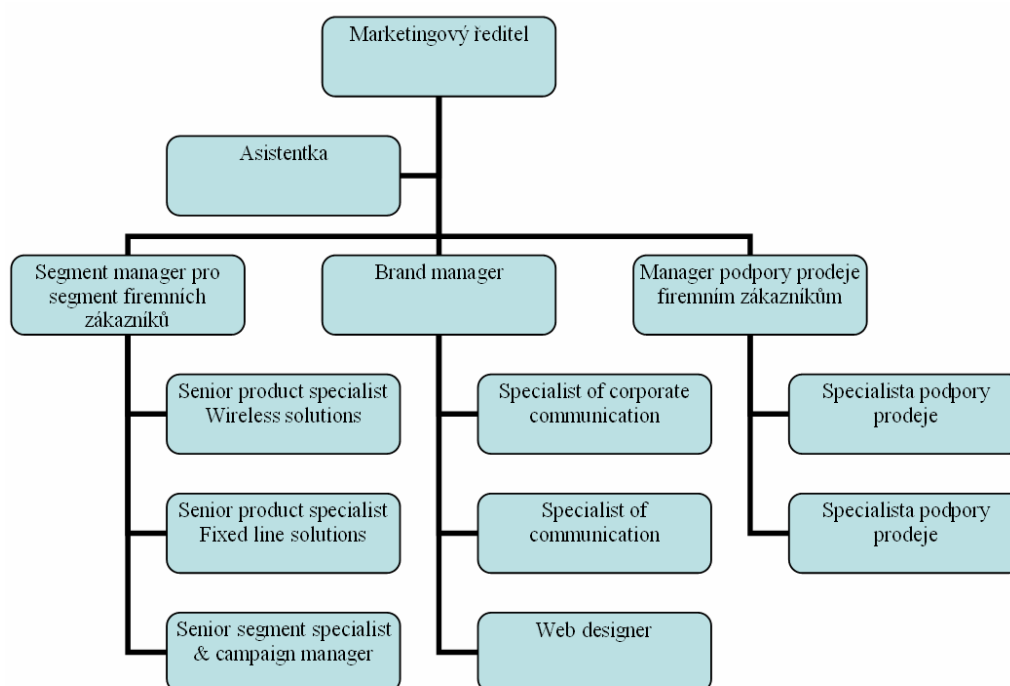 Marketingový ředitel
Asistentka
Segment manager pro
segment firemních
zákazníků
Brand manager
Manager podpory prodeje
firemním zákazníkům
Senior product specialist
Wireless solutions
Specialist of corporate
communication
Specialista podpory
prodeje
Senior product specialist
Fixed line solutions
Specialist of
communication
Specialista podpory
prodeje
Senior segment specialist
& campaign manager
Web designer